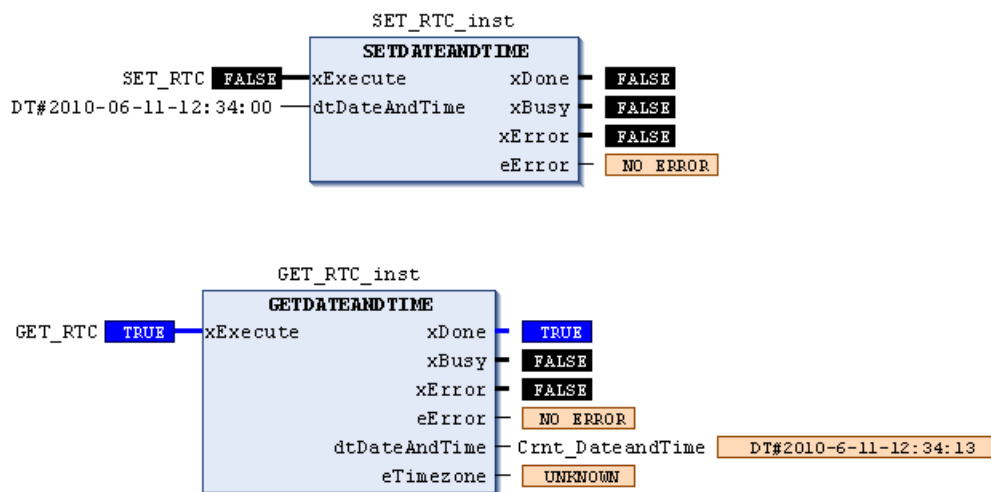 SET_RTC_inst
SETDATEANDTIME
SET_RTC FALSE xExecute xDone FALSE
DT#2010-06-11-12:34:00 dtDateAndTime xBusy FALSE
xError FALSE
eError NO ERROR
GET_RTC_inst
GETDATEANDTIME
GET_RTC TRUE xExecute xDone TRUE
xBusy FALSE
xError FALSE
eError NO ERROR
dtDateAndTime Crnt_DateandTime DT#2010-6-11-12:34:13
eTimezone UNKNOWN